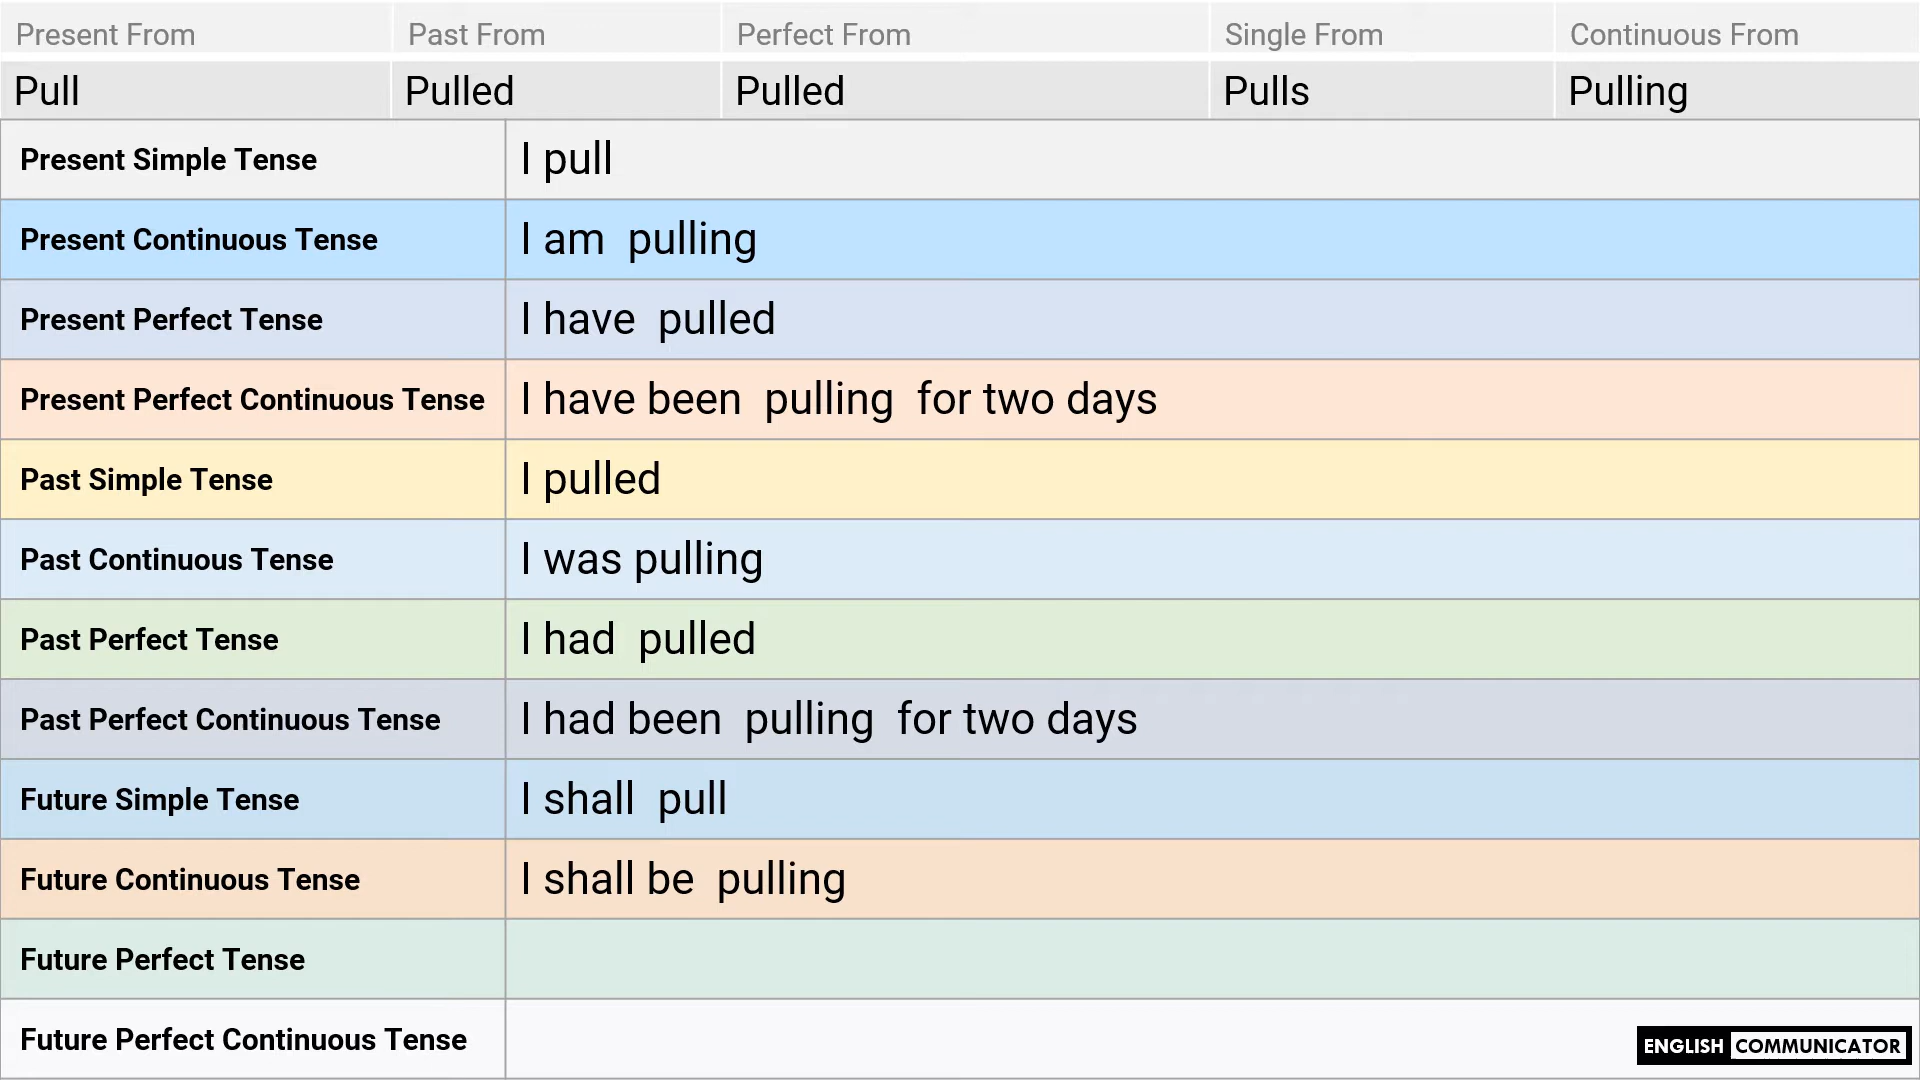 Present From Past From Perfect From Single From Continuous From
Pull Pulled Pulled Pulls Pulling
Present Simple Tense I pull
Present Continuous Tense I am pulling
Present Perfect Tense I have pulled
Present Perfect Continuous Tense I have been pulling for two days
Past Simple Tense I pulled
Past Continuous Tense I was pulling
Past Perfect Tense I had pulled
Past Perfect Continuous Tense I had been pulling for two days
Future Simple Tense I shall pull
Future Continuous Tense I shall be pulling
Future Perfect Tense
Future Perfect Continuous Tense
ENGLISH COMMUNICATOR